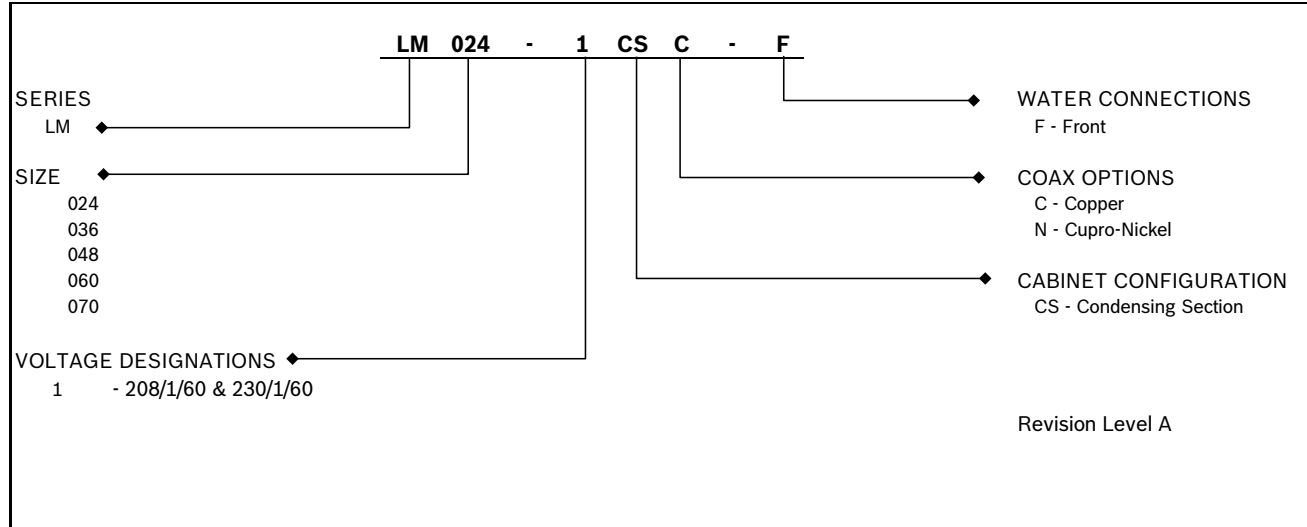 LM 024 - 1 CS C - F
SERIES
LM
SIZE
024
036
048
060
070
VOLTAGE DESIGNATIONS
1 - 208/1/60 & 230/1/60
WATER CONNECTIONS
F - Front
COAX OPTIONS
C - Copper
N - Cupro-Nickel
CABINET CONFIGURATION
CS - Condensing Section
Revision Level A